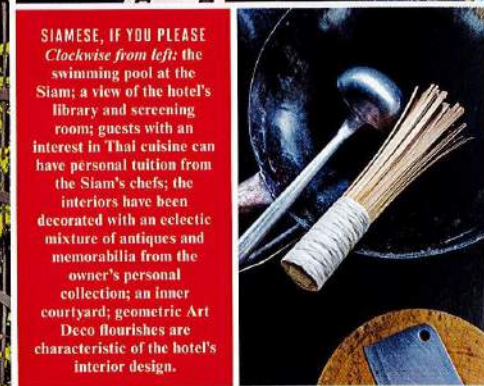 SIAMESE, IF YOU PLEASE
Clockwise from left: the
swimming pool at the
Siam; a view of the hotel's
library and screening
room; guests with an
interest in Thai cuisine can
have personal tuition from
the Siam's chefs; the
interiors have been
decorated with an eclectic
mixture of antiques and
memorabilia from the
owner's personal
collection; an inner
courtyard; geometric Art
Deco flourishes are
characteristic of the hotel's
interior design.